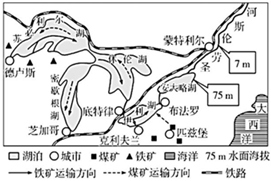 苏必利尔湖
休伦湖
密歇根湖
伊利湖
安大略湖
圣劳伦斯河
蒙特利尔
7 m
75 m
德卢斯
底特律
布法罗
芝加哥
克利夫兰
匹兹堡
大西洋
湖泊 城市 煤矿 铁矿 海洋 75 m 水面海拔
铁矿运输方向 煤矿运输方向 铁路